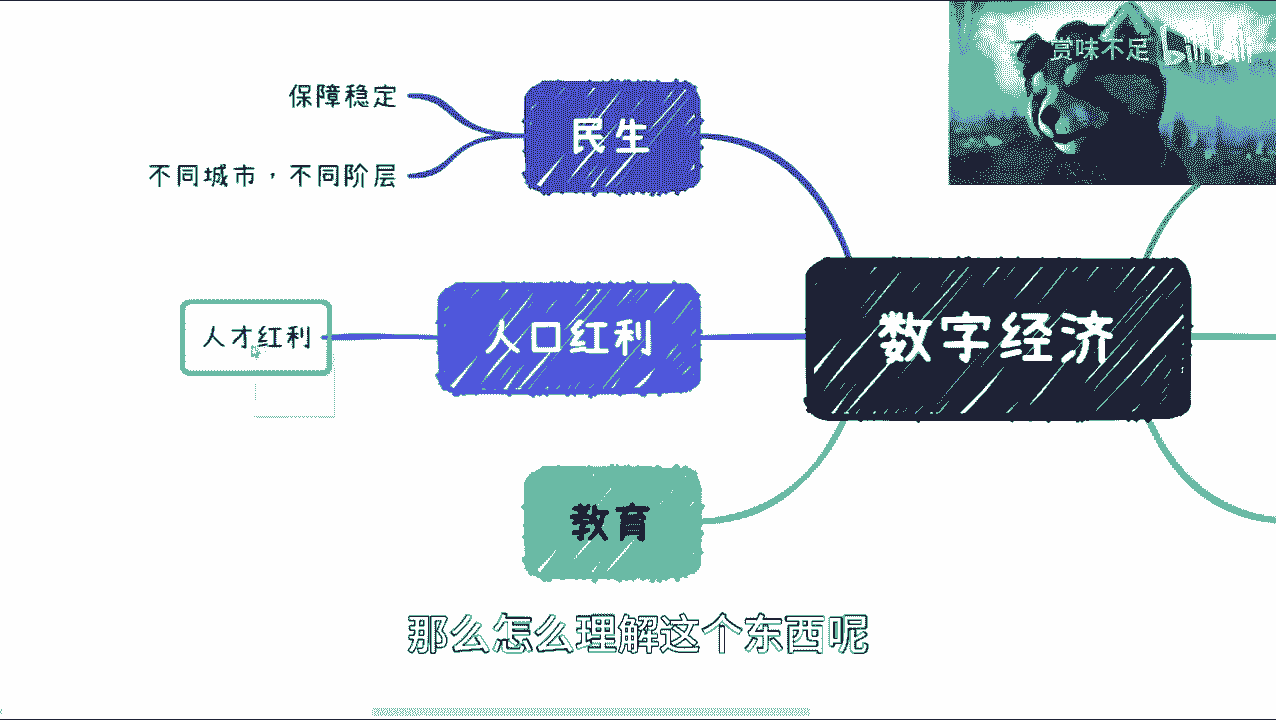 赏味不足 bilibili
保障稳定
民生
不同城市，不同阶层
人才红利
人口红利
数字经济
教育
那么怎么理解这个东西呢